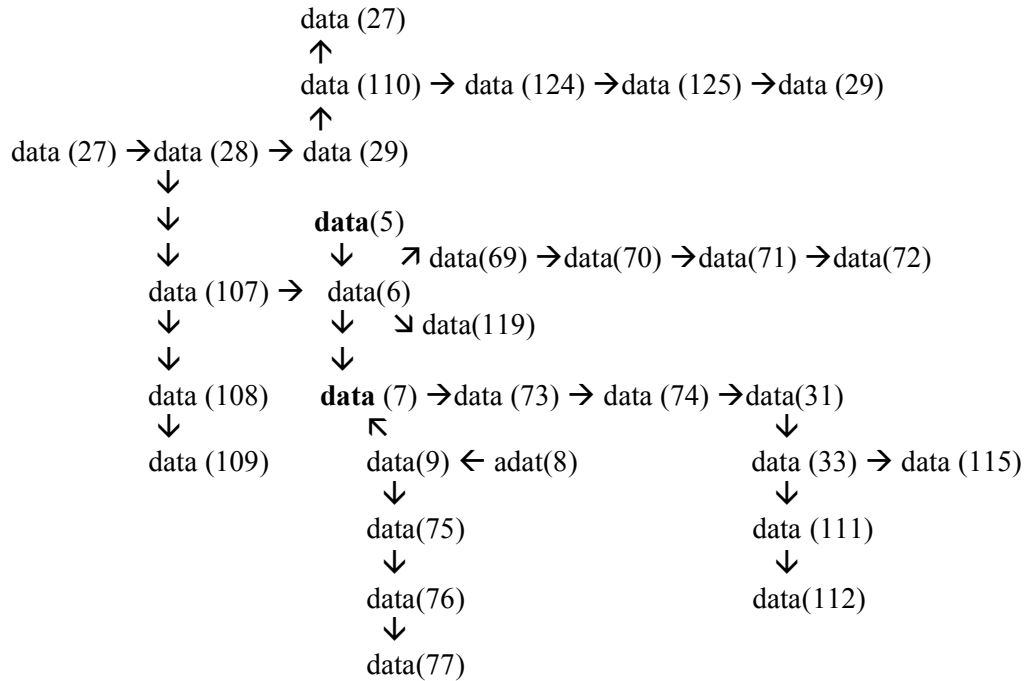 data (27)
↑
data (110) → data (124) → data (125) → data (29)
↑
data (27) → data (28) → data (29)
↓
↓ data(5)
↓ ↓ ↗ data(69) → data(70) → data(71) → data(72)
data (107) → data(6)
↓ ↓ ↘ data(119)
↓ ↓
data (108) data (7) → data (73) → data (74) → data(31)
↓ ↖ ↓
data (109) data(9) ← adat(8) data (33) → data (115)
↓ ↓
data(75) data (111)
↓ ↓
data(76) data(112)
↓
data(77)